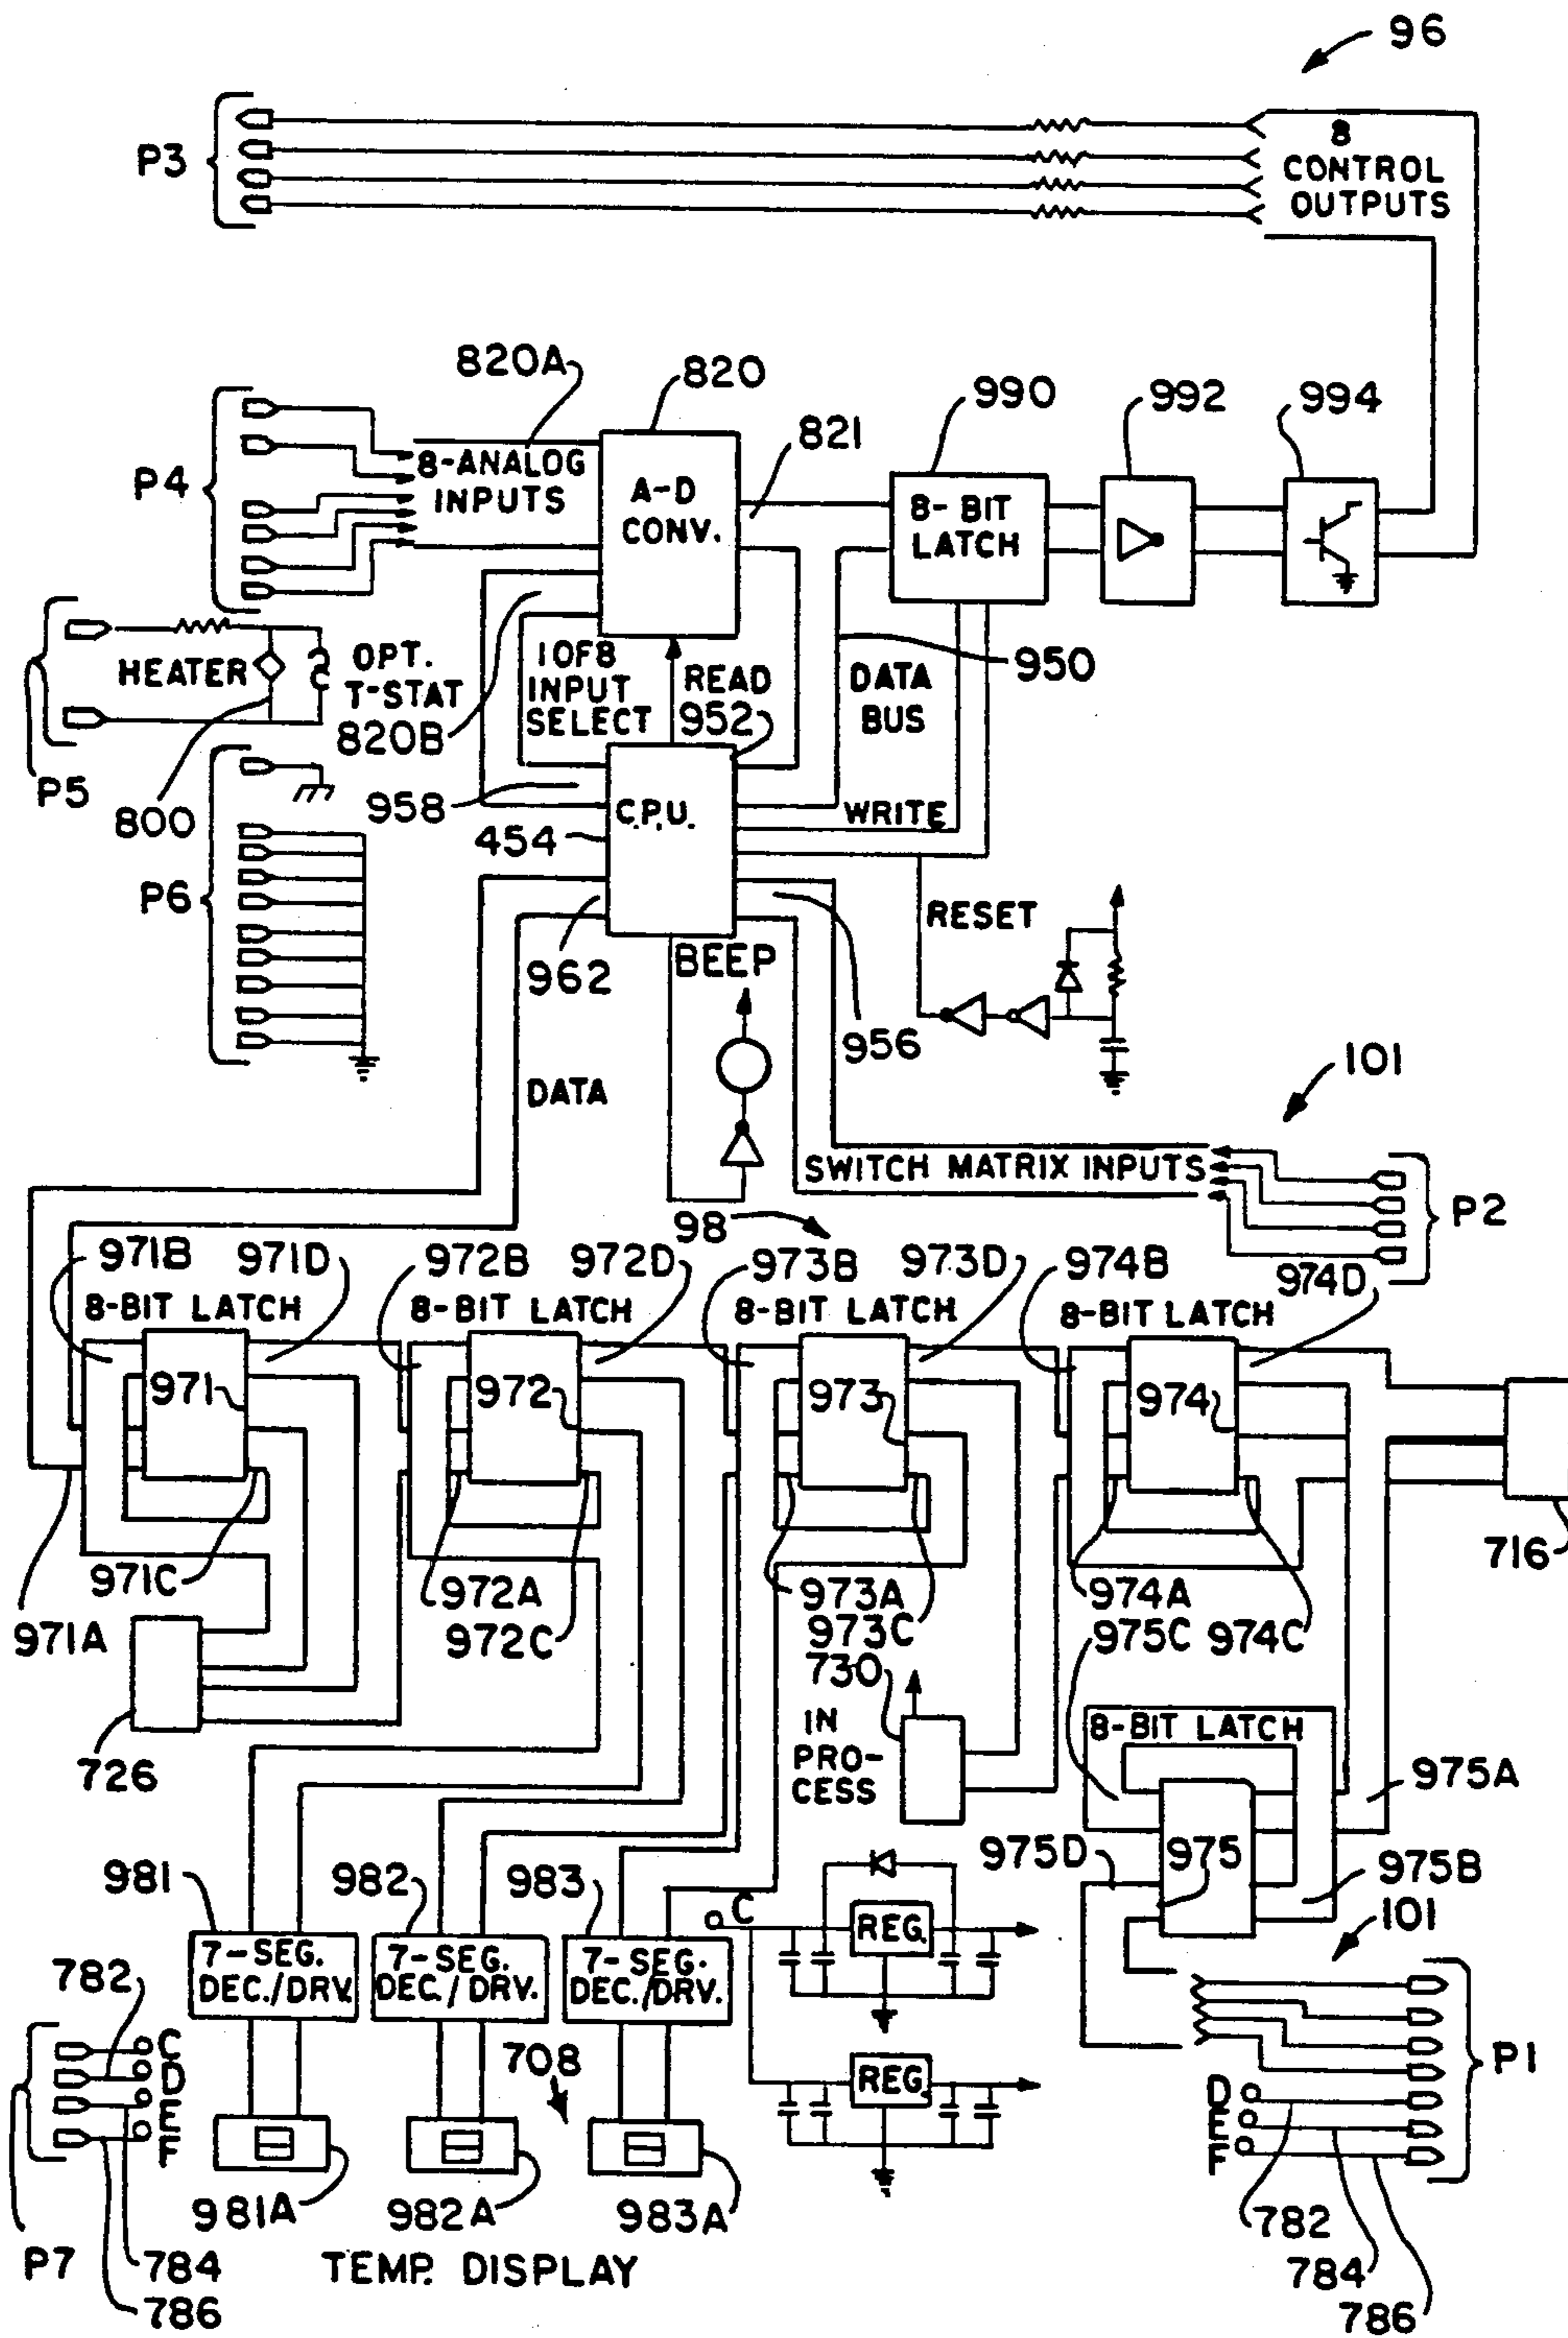 96
P3
8
CONTROL
OUTPUTS
820A
820
821
990
992
994
P4
8-ANALOG
INPUTS
A-D
CONV.
8-BIT
LATCH
HEATER
OPT.
T-STAT
1 OF 8
INPUT
SELECT
READ
952
DATA
BUS
950
820B
P5
800
958
C.P.U.
WRITE
454
P6
962
BEEP
RESET
956
DATA
101
SWITCH MATRIX INPUTS
P2
98
971B
971D
972B
972D
973B
973D
974B
974D
8-BIT LATCH
8-BIT LATCH
8-BIT LATCH
8-BIT LATCH
971
972
973
974
716
971C
972A
973A
974A
971A
972C
973C
975C
974C
730
726
IN
PRO-
CESS
8-BIT LATCH
975A
975D
975
975B
981
982
983
C
REG.
101
782
7-SEG.
DEC./DRV.
7-SEG.
DEC./DRV.
7-SEG.
DEC./DRV.
C
D
E
F
708
REG.
P1
D
E
F
981A
982A
983A
782
P7
784
TEMP. DISPLAY
784
786
786